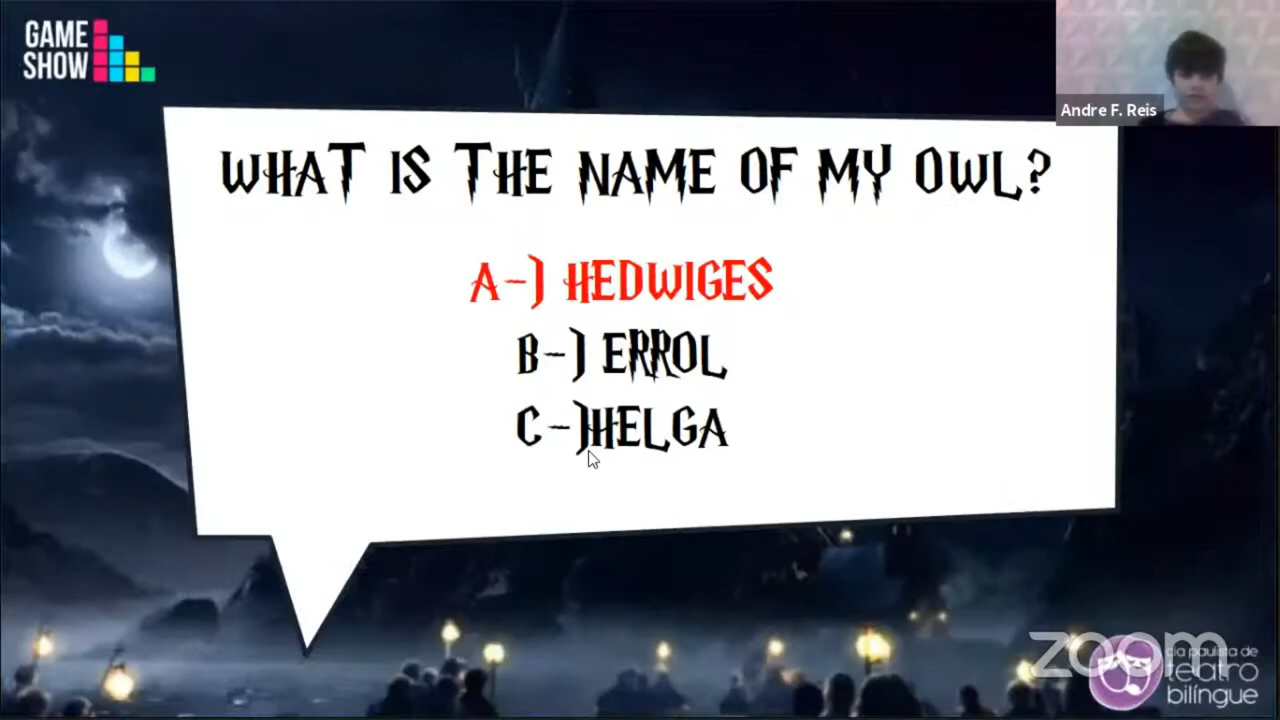 GAME
SHOW
Andre F. Reis
WHAT IS THE NAME OF MY OWL?
A-) HEDWIGES
B-) ERROL
C-)HELGA
zoom
cia paulista de
teatro
bilíngue